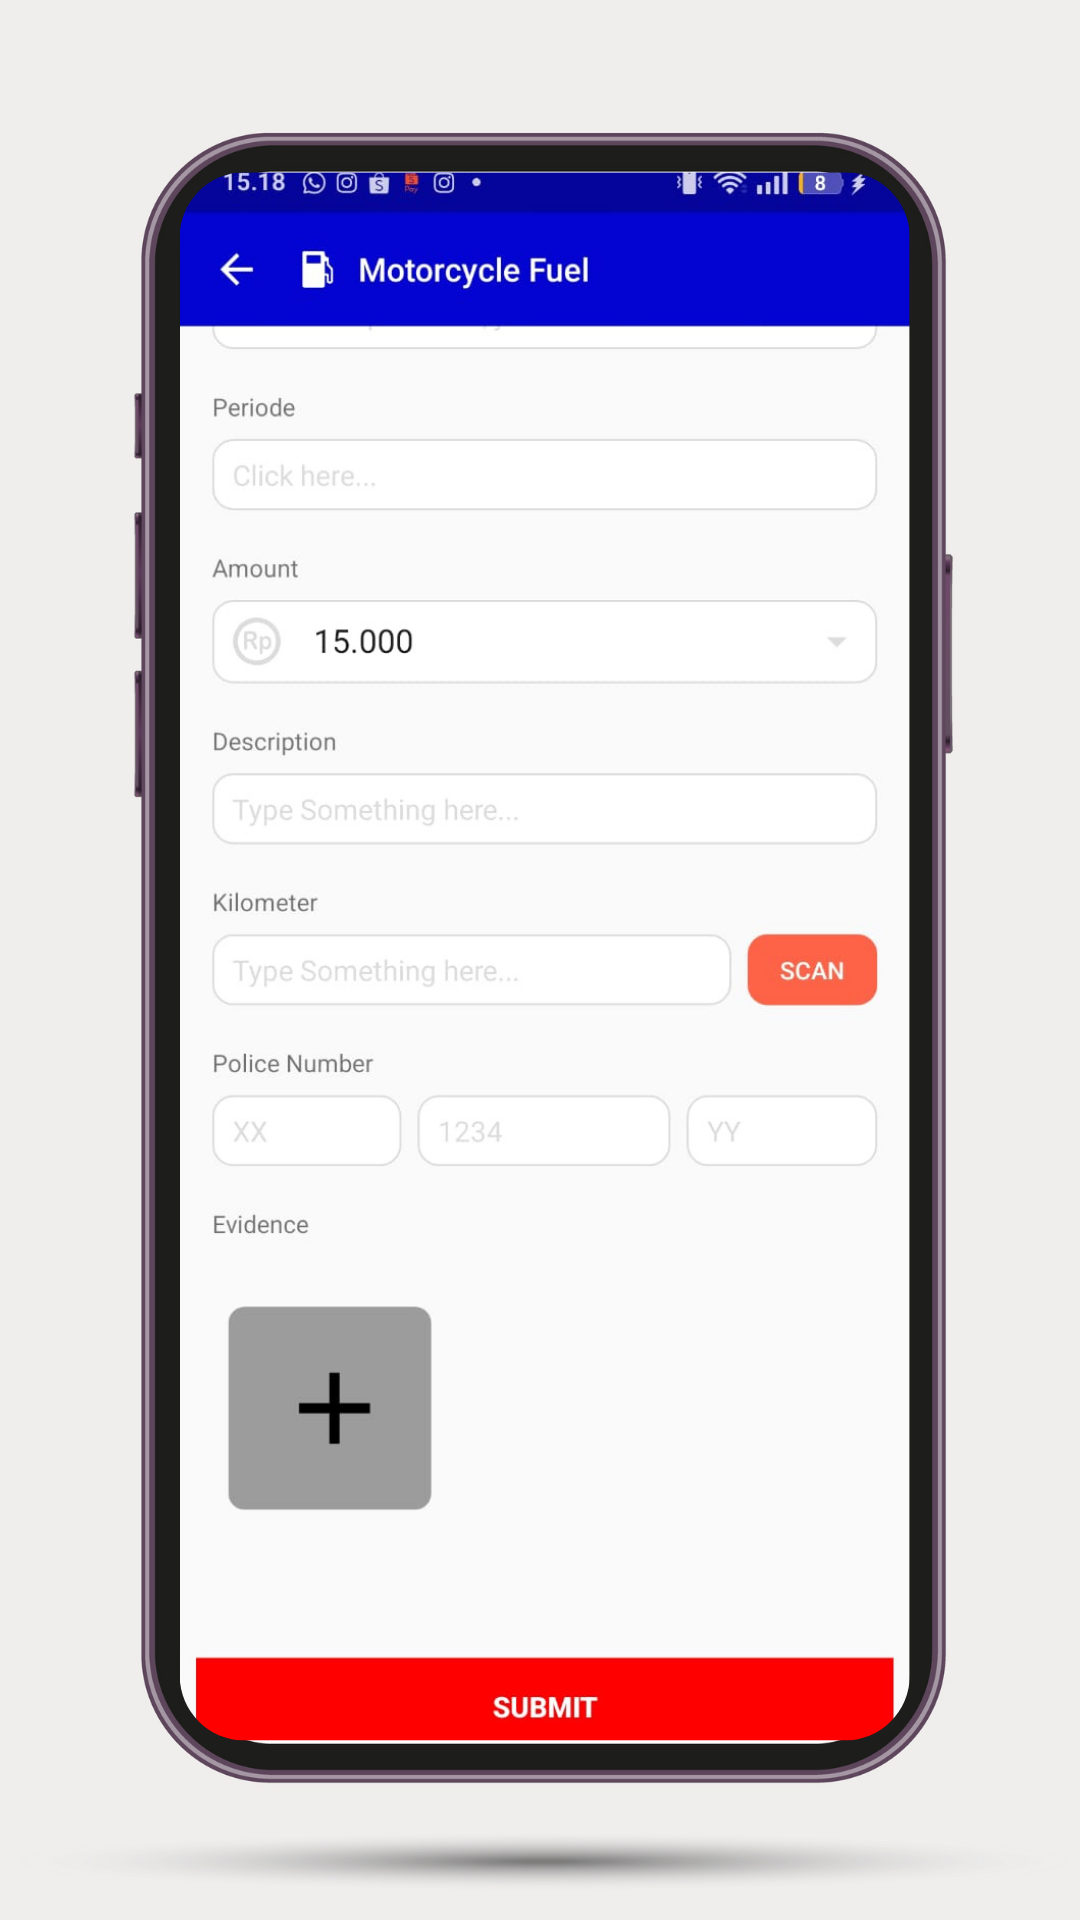 15.18 8
Motorcycle Fuel
Periode
Click here...
Amount
Rp 15.000
Description
Type Something here...
Kilometer
Type Something here... SCAN
Police Number
XX 1234 YY
Evidence
SUBMIT